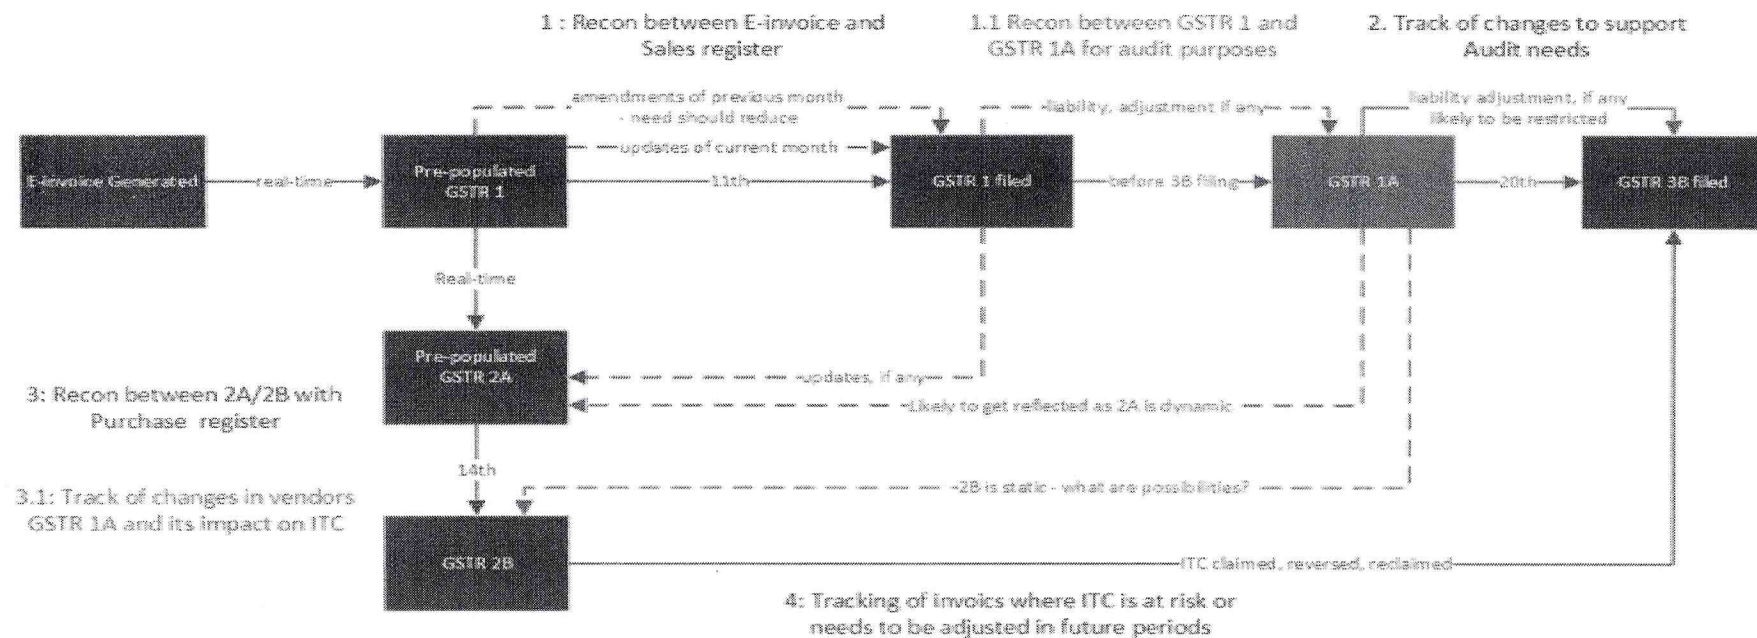 1 : Recon between E-invoice and
Sales register
1.1 Recon between GSTR 1 and
GSTR 1A for audit purposes
2. Track of changes to support
Audit needs
amendments of previous month
- need should reduce
liability, adjustment if any
liability adjustment, if any
likely to be restricted
updates of current month
E-invoice Generated
real-time
Pre-populated
GSTR 1
11th
GSTR 1 filed
before 3B filing
GSTR 1A
20th
GSTR 3B filed
Real-time
Pre-populated
GSTR 2A
updates, if any
Likely to get reflected as 2A is dynamic
3: Recon between 2A/2B with
Purchase register
14th
2B is static - what are possibilities?
3.1: Track of changes in vendors
GSTR 1A and its impact on ITC
GSTR 2B
ITC claimed, reversed, reclaimed
4: Tracking of invoics where ITC is at risk or
needs to be adjusted in future periods